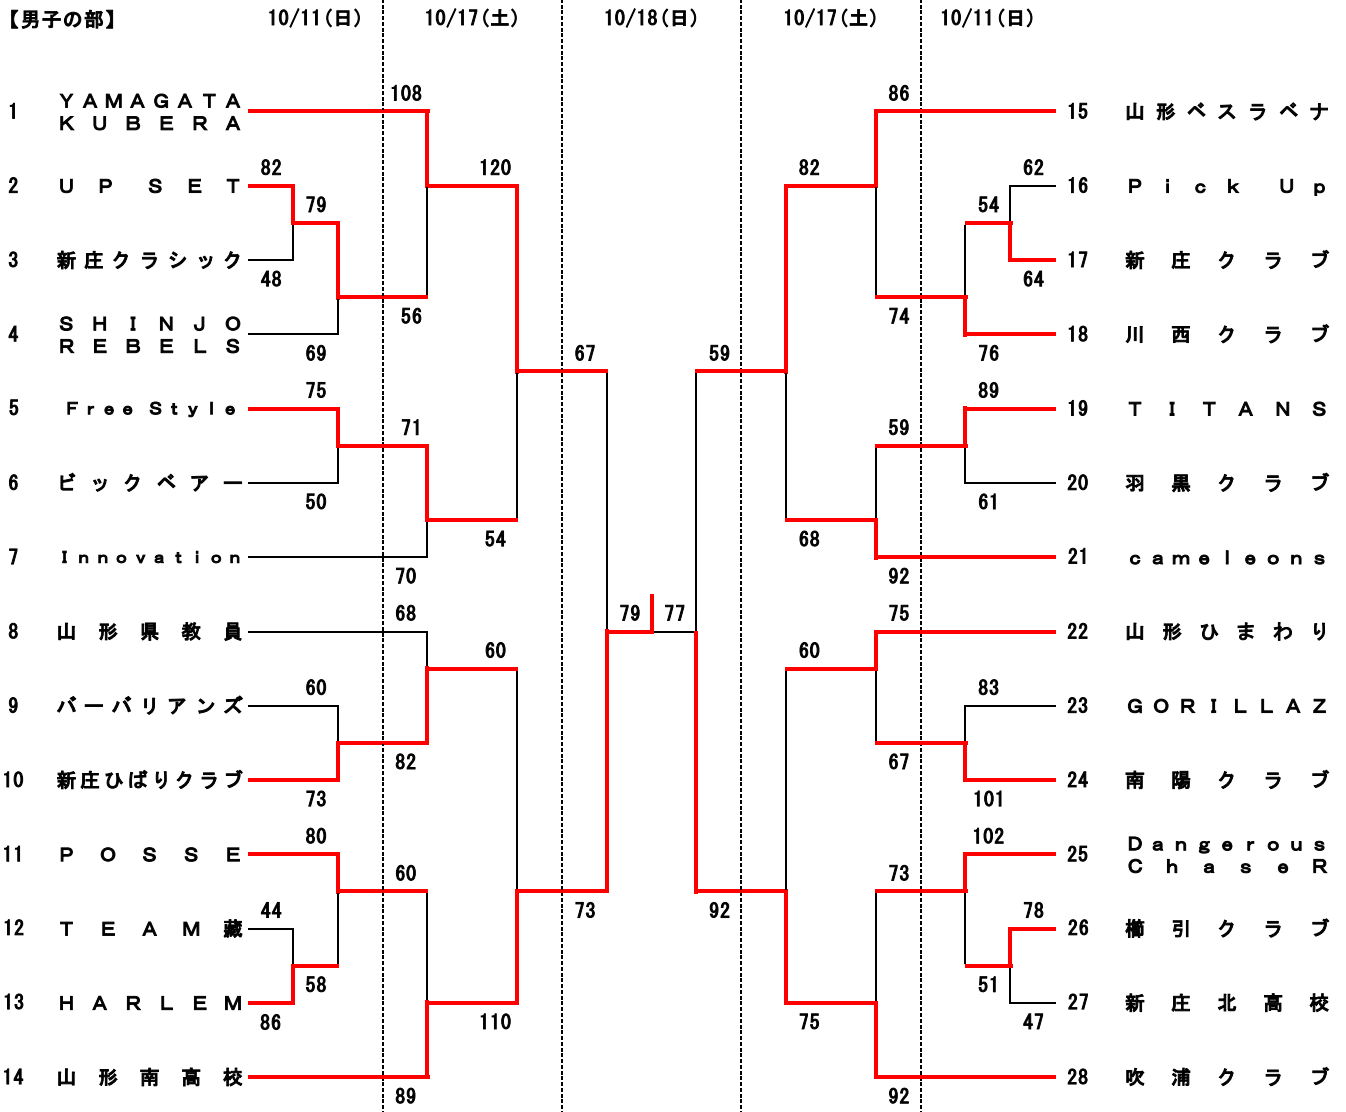 【男子の部】 10/11(日) 10/17(土) 10/18(日) 10/17(土) 10/11(日)
108 86
1 YAMAGATA KUBERA 15 山形ベスラベナ
82 120 82 62
2 UP SET 16 Pick Up
79 54
3 新庄クラシック 17 新庄クラブ
48 64
56 74
4 SHINJO REBELS 18 川西クラブ
69 67 59 76
75 89
5 Free Style 19 TITANS
71 59
6 ビックベアー 20 羽黒クラブ
50 61
54 68
7 Innovation 21 cameleons
70 92
68 79 77 75
8 山形県教員 22 山形ひまわり
60 60
60 83
9 バーバリアンズ 23 GORILLAZ
82 67
10 新庄ひばりクラブ 24 南陽クラブ
73 101
80 102
11 POSSE 25 Dangerous ChaseR
60 73
44 73 92 78
12 TEAM蔵 26 櫛引クラブ
58 51
13 HARLEM 27 新庄北高校
86 110 75 47
14 山形南高校 28 吹浦クラブ
89 92